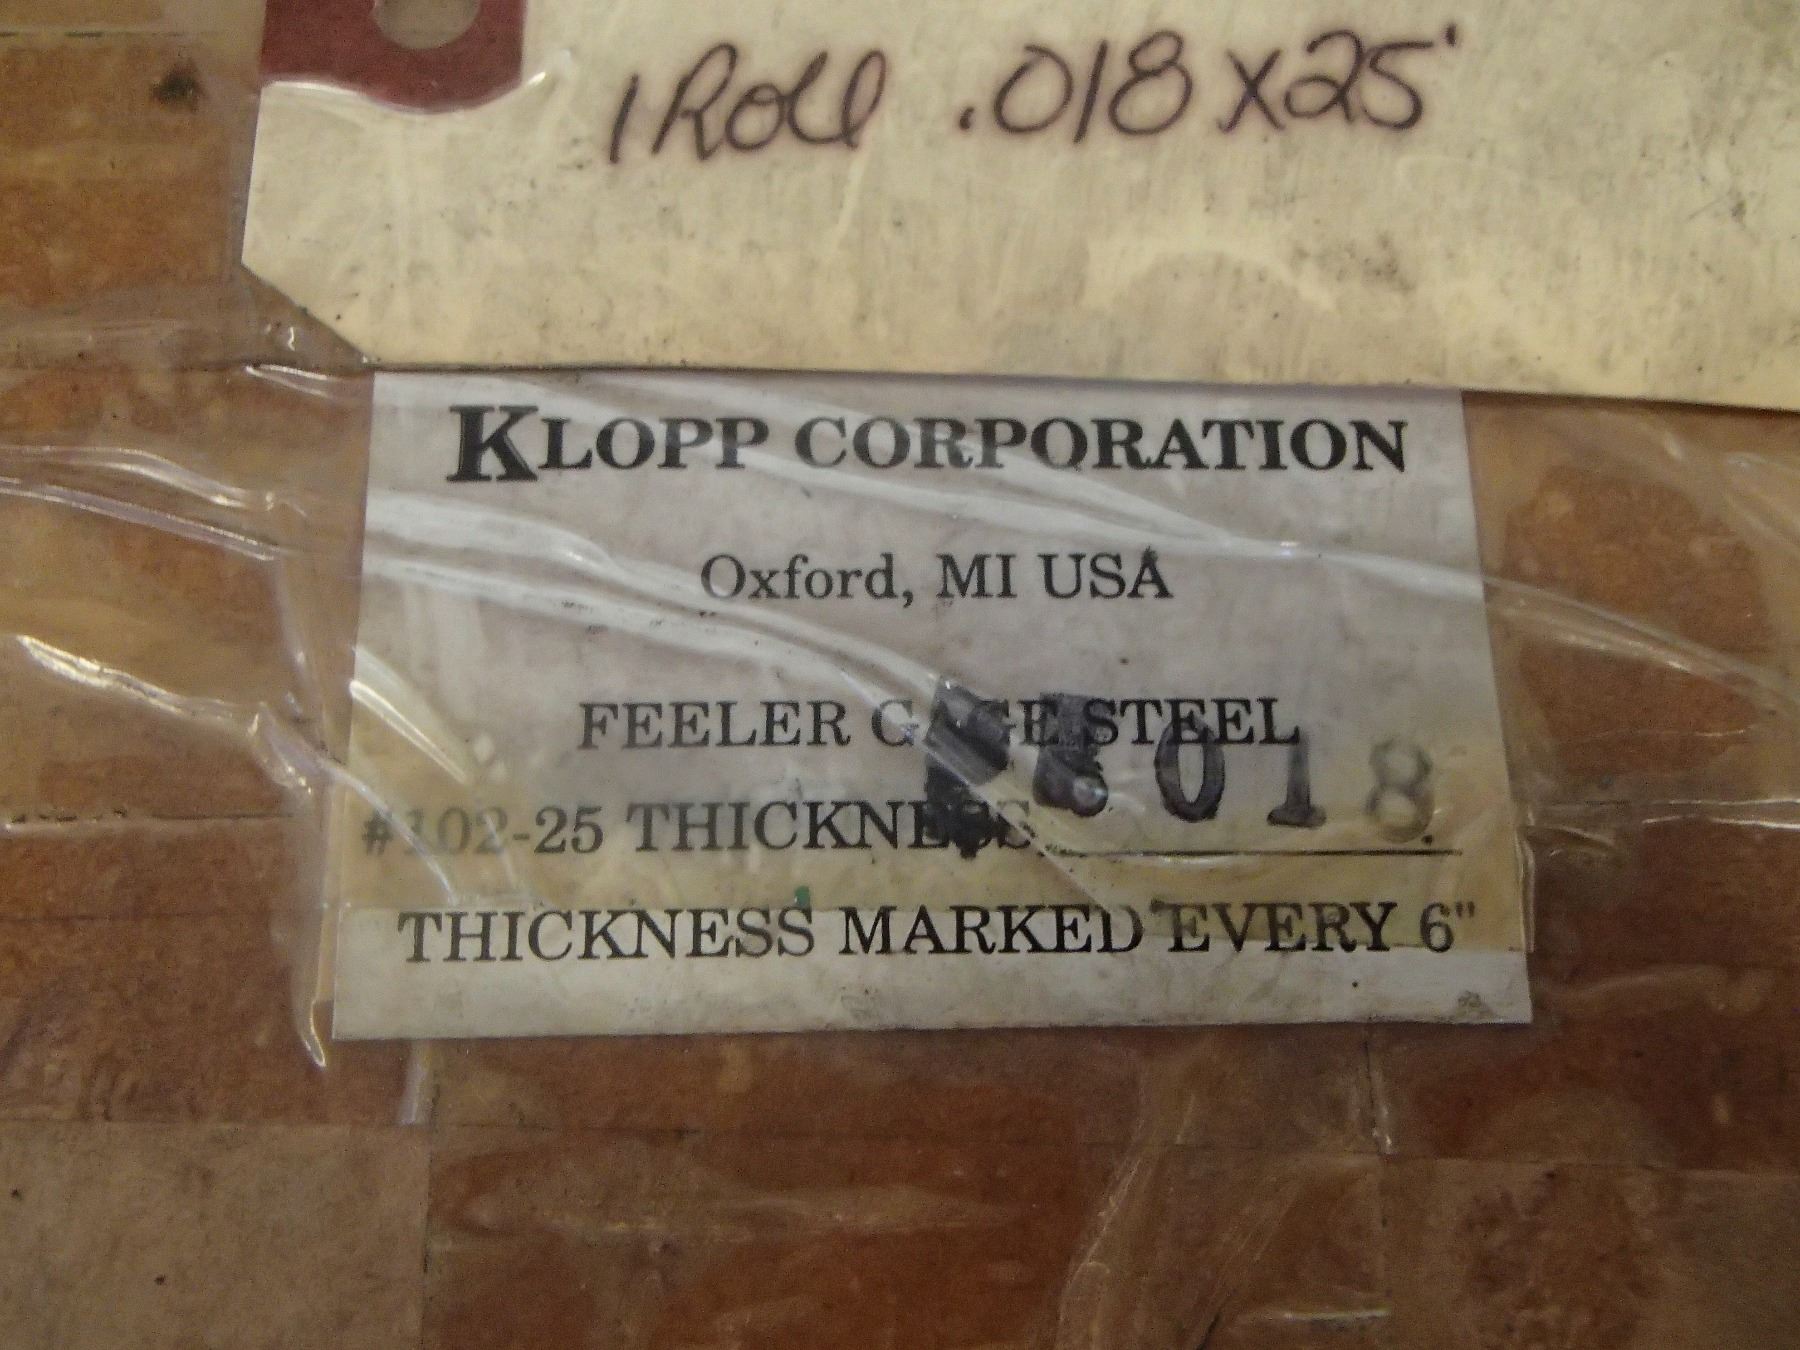 1 Roll .018 x 25'
KLOPP CORPORATION
Oxford, MI USA
FEELER GAGE STEEL
018
#102-25 THICKNESS
THICKNESS MARKED EVERY 6"